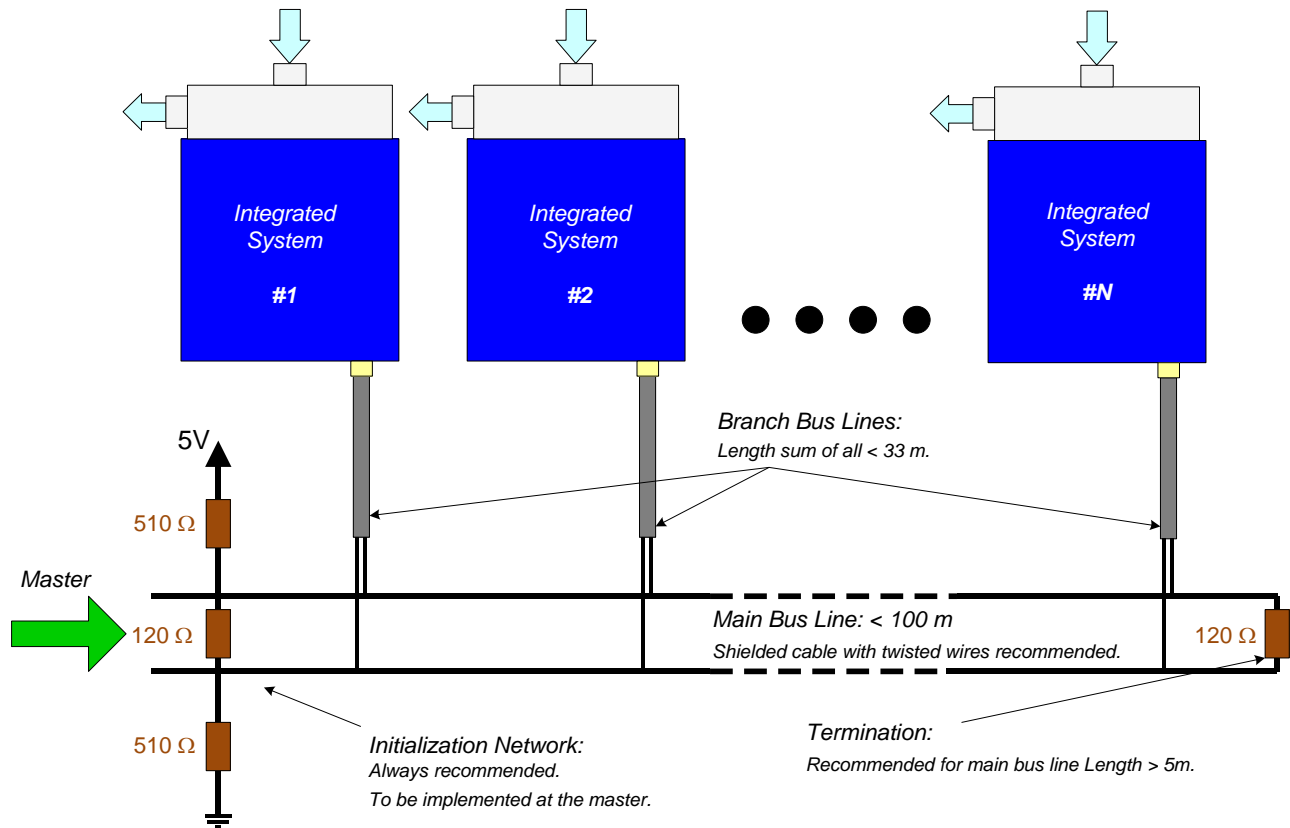 Integrated
System
#1
Integrated
System
#2
Integrated
System
#N
Branch Bus Lines:
Length sum of all < 33 m.
5V
510 Ω
Master
120 Ω
Main Bus Line: < 100 m
Shielded cable with twisted wires recommended.
120 Ω
510 Ω
Initialization Network:
Always recommended.
To be implemented at the master.
Termination:
Recommended for main bus line Length > 5m.